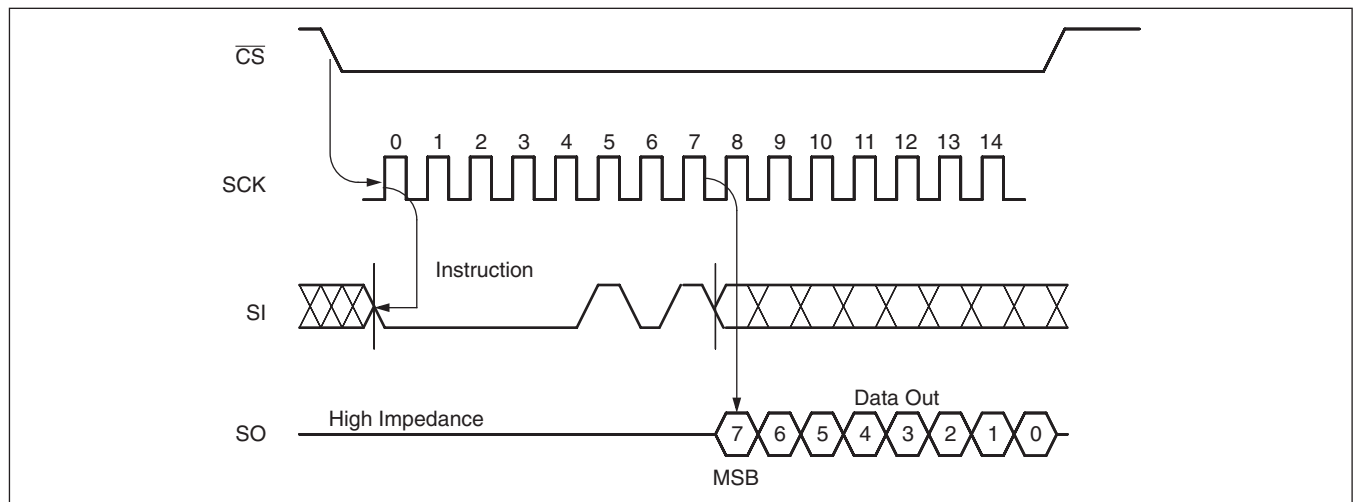 CS
0 1 2 3 4 5 6 7 8 9 10 11 12 13 14
SCK
Instruction
SI
Data Out
High Impedance
SO
7 6 5 4 3 2 1 0
MSB